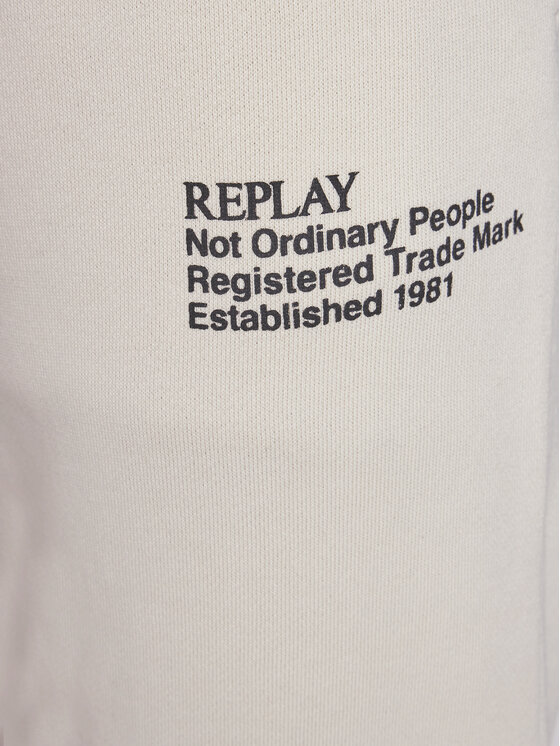 REPLAY
Not Ordinary People
Registered Trade Mark
Established 1981